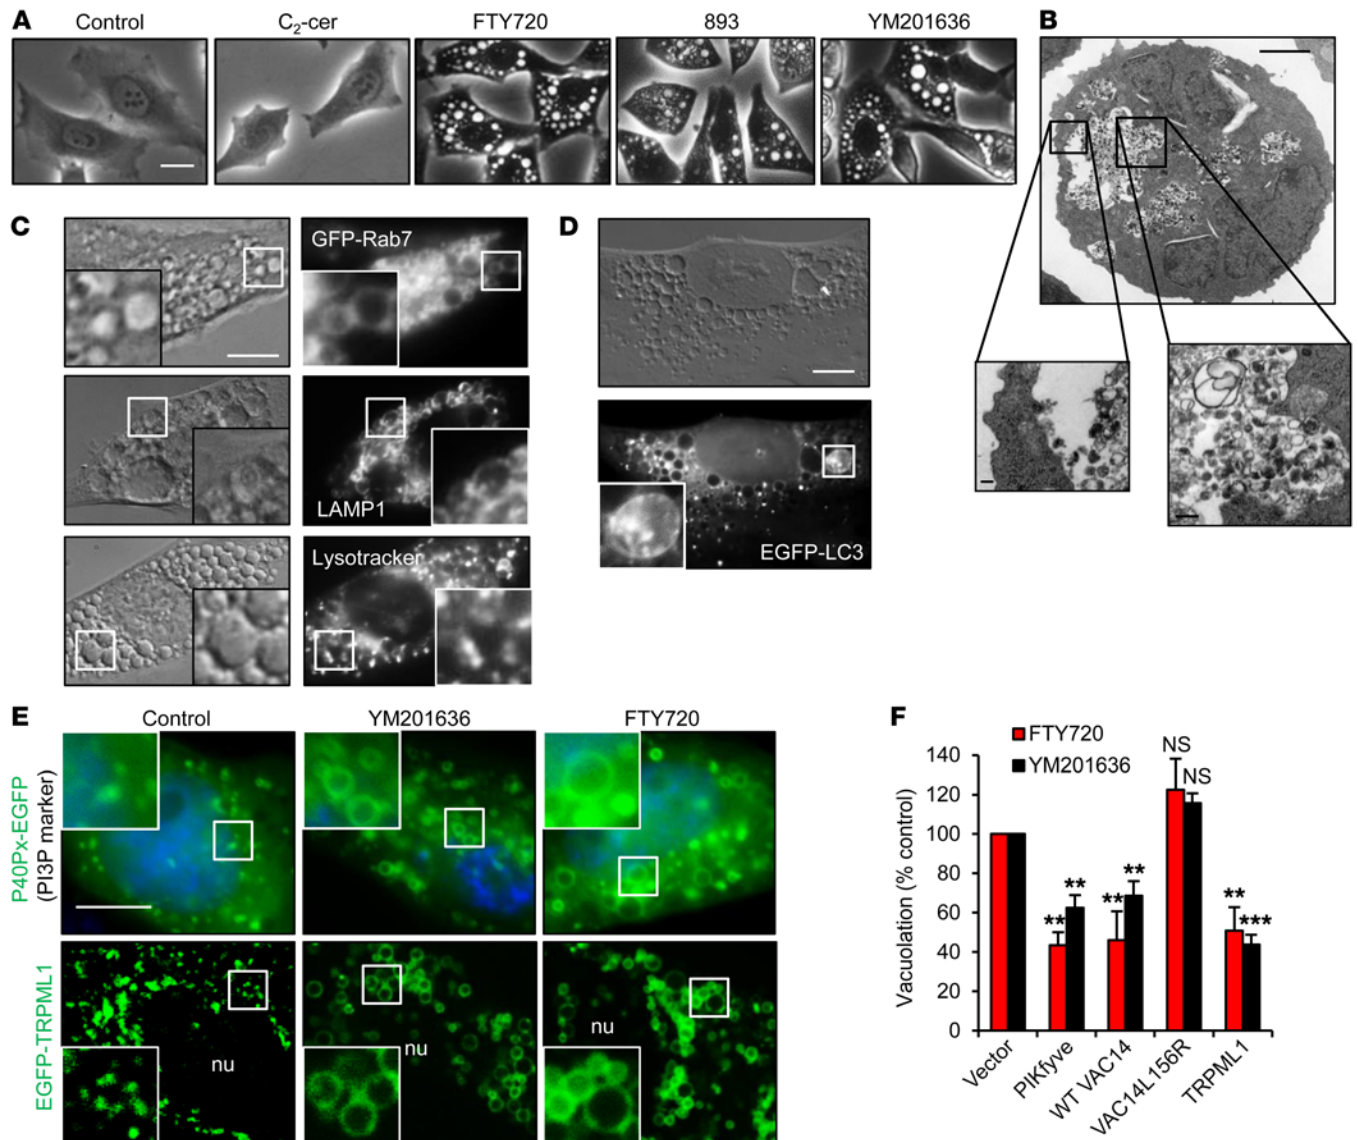 A
Control
C2-cer
FTY720
893
YM201636
B
C
GFP-Rab7
LAMP1
Lysotracker
D
EGFP-LC3
E
Control
YM201636
FTY720
P40Px-EGFP
(PI3P marker)
EGFP-TRPML1
nu
nu
nu
F
FTY720
YM201636
Vacuolation (% control)
140
120
100
80
60
40
20
0
**
**
**
**
NS
NS
**
***
Vector
PIKfyve
WT VAC14
VAC14L156R
TRPML1